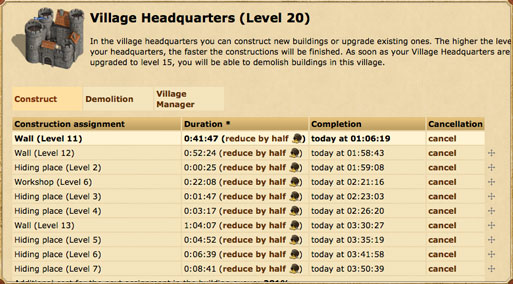 Village Headquarters (Level 20)
In the village headquarters you can construct new buildings or upgrade existing ones. The higher the leve
your headquarters, the faster the constructions will be finished. As soon as your Village Headquarters are
upgraded to level 15, you will be able to demolish buildings in this village.
Construct Demolition Village
Manager
Construction assignment Duration * Completion Cancellation
Wall (Level 11) 0:41:47 (reduce by half ) today at 01:06:19 cancel
Wall (Level 12) 0:52:24 (reduce by half ) today at 01:58:43 cancel
Hiding place (Level 2) 0:00:25 (reduce by half ) today at 01:59:08 cancel
Workshop (Level 6) 0:22:08 (reduce by half ) today at 02:21:16 cancel
Hiding place (Level 3) 0:01:47 (reduce by half ) today at 02:23:03 cancel
Hiding place (Level 4) 0:03:17 (reduce by half ) today at 02:26:20 cancel
Wall (Level 13) 1:04:07 (reduce by half ) today at 03:30:27 cancel
Hiding place (Level 5) 0:04:52 (reduce by half ) today at 03:35:19 cancel
Hiding place (Level 6) 0:06:39 (reduce by half ) today at 03:41:58 cancel
Hiding place (Level 7) 0:08:41 (reduce by half ) today at 03:50:39 cancel